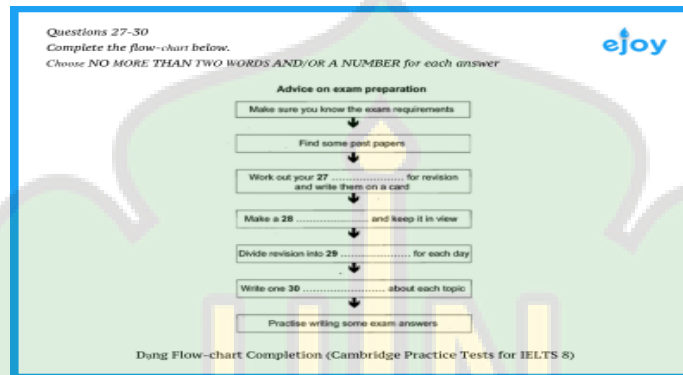 Questions 27-30
ejoy
Complete the flow-chart below.
Choose NO MORE THAN TWO WORDS AND/OR A NUMBER for each answer
Advice on exam preparation
Make sure you know the exam requirements
Find some past papers
Work out your 27 ........................ for revision
and write them on a card
Make a 28 ........................ and keep it in view
Divide revision into 29 ........................ for each day
Write one 30 ........................ about each topic
Practise writing some exam answers
Dạng Flow-chart Completion (Cambridge Practice Tests for IELTS 8)